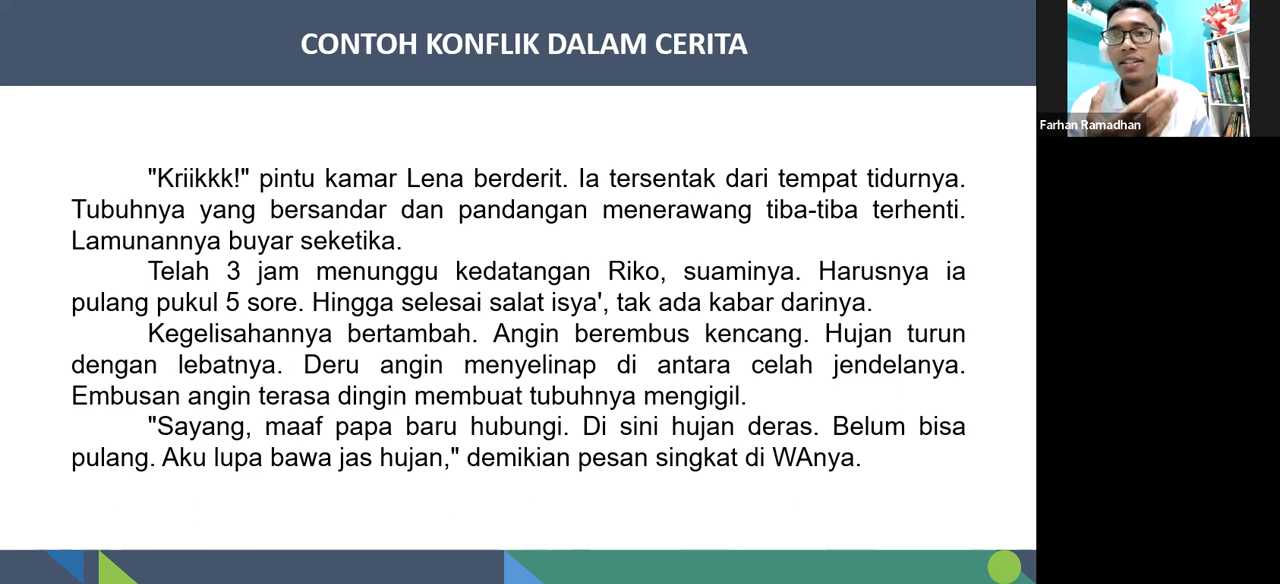 CONTOH KONFLIK DALAM CERITA
Farhan Ramadhan
"Kriikkk!" pintu kamar Lena berderit. Ia tersentak dari tempat tidurnya.
Tubuhnya yang bersandar dan pandangan menerawang tiba-tiba terhenti.
Lamunannya buyar seketika.
Telah 3 jam menunggu kedatangan Riko, suaminya. Harusnya ia
pulang pukul 5 sore. Hingga selesai salat isya', tak ada kabar darinya.
Kegelisahannya bertambah. Angin berembus kencang. Hujan turun
dengan lebatnya. Deru angin menyelinap di antara celah jendelanya.
Embusan angin terasa dingin membuat tubuhnya mengigil.
"Sayang, maaf papa baru hubungi. Di sini hujan deras. Belum bisa
pulang. Aku lupa bawa jas hujan," demikian pesan singkat di WAnya.